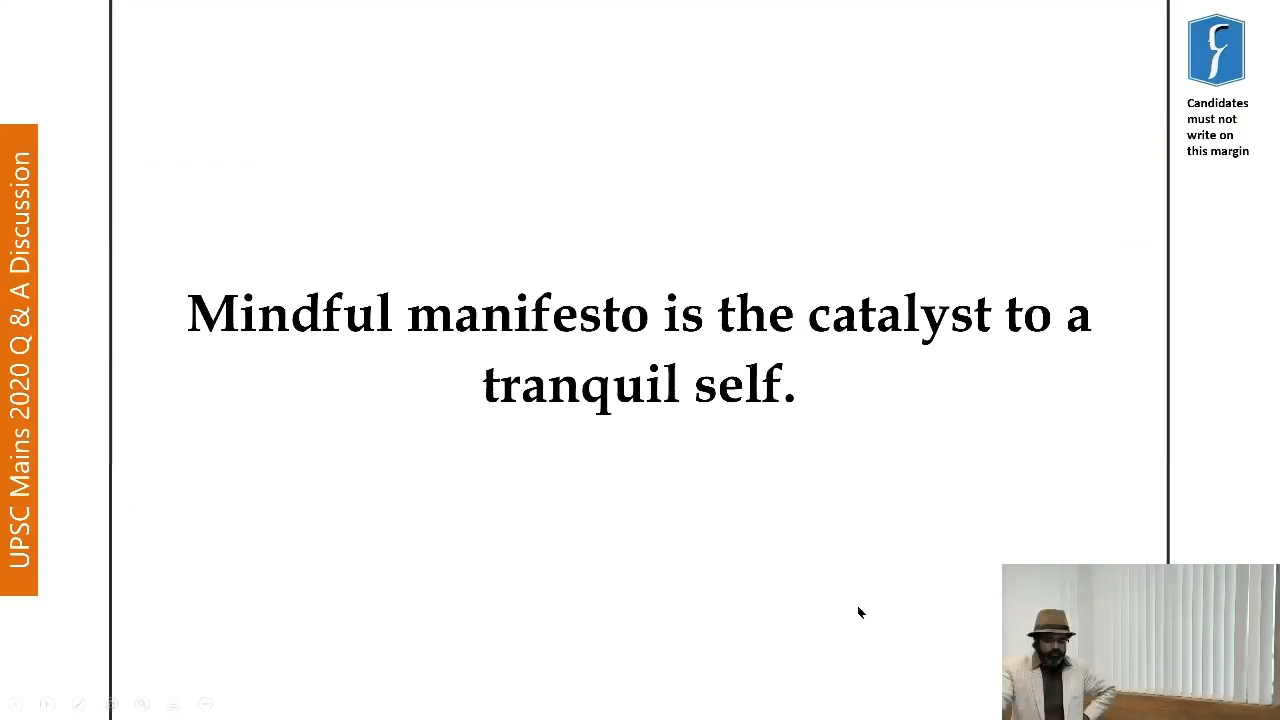 Candidates
must not
write on
this margin
UPSC Mains 2020 Q & A Discussion
Mindful manifesto is the catalyst to a
tranquil self.